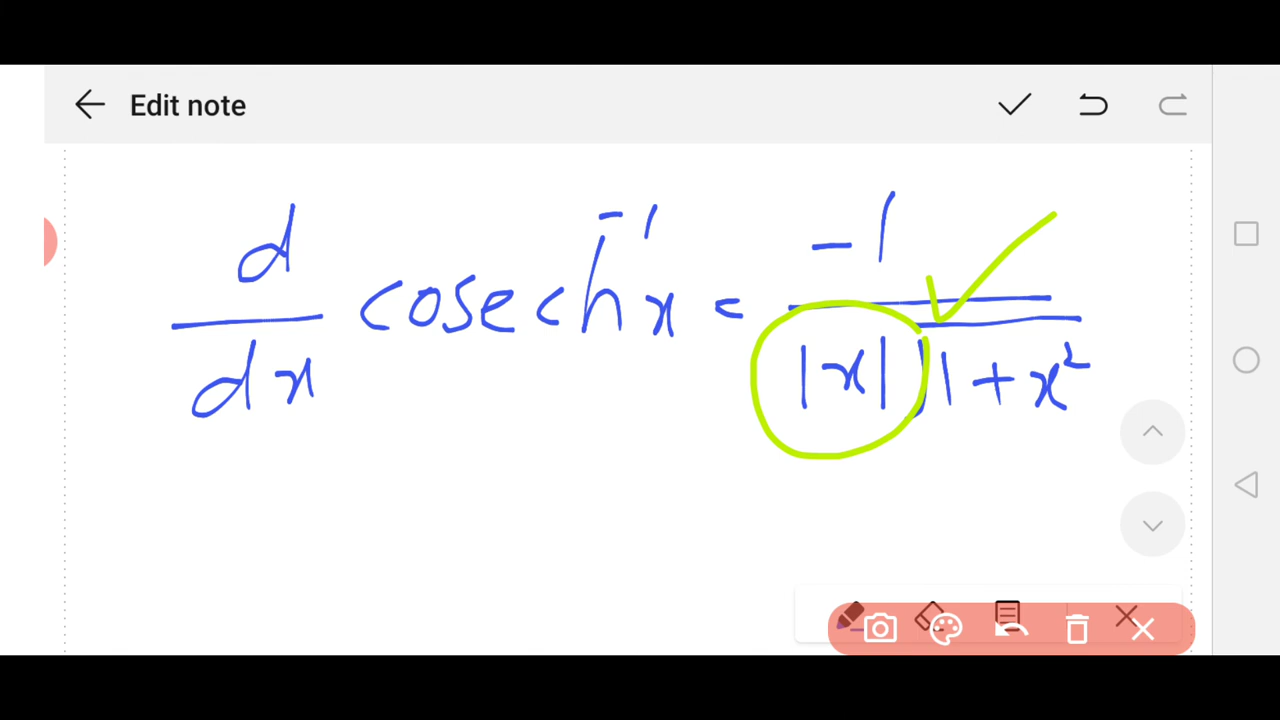 Edit note
d/dx cosech⁻¹x = -1/(|x|√(1+x²))